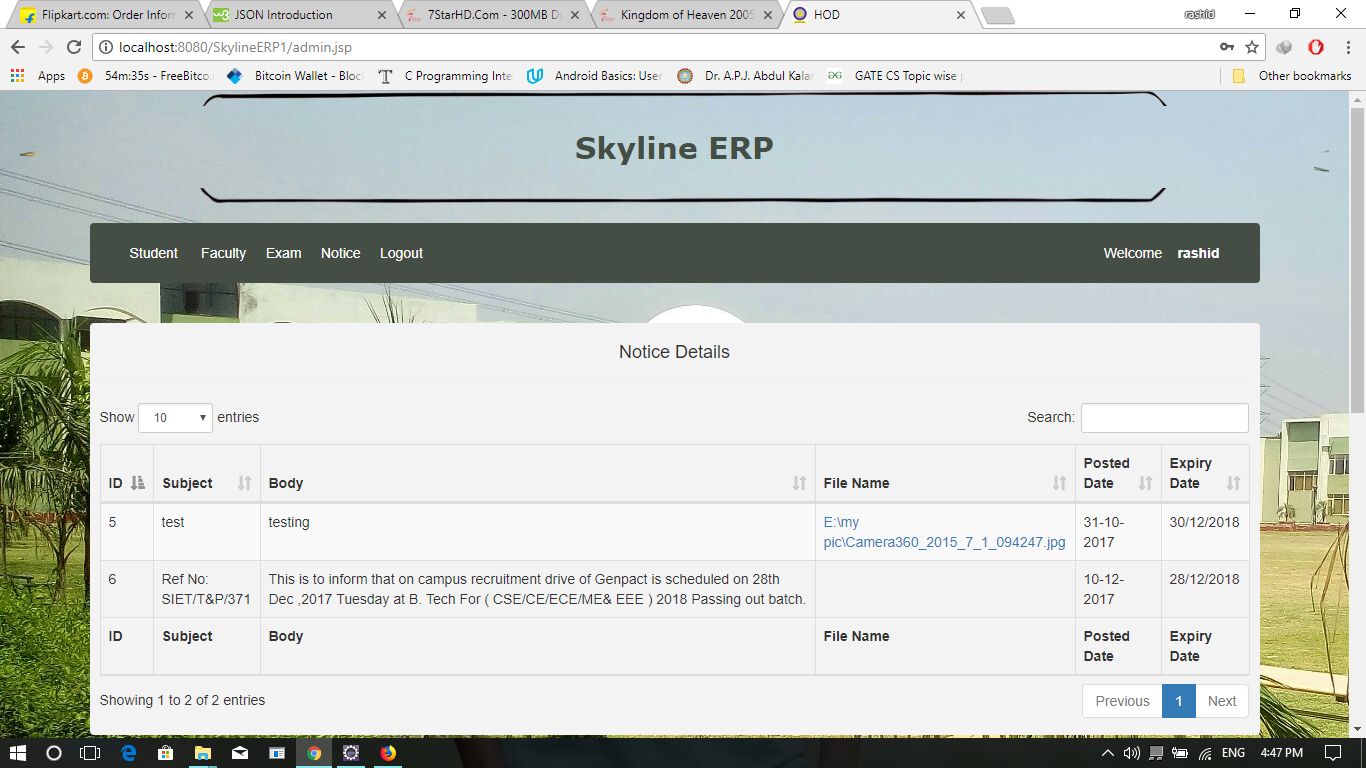 Flipkart.com: Order Inform
JSON Introduction
7StarHD.Com - 300MB D
Kingdom of Heaven 2005
HOD
rashid
localhost:8080/SkylineERP1/admin.jsp
Apps
54m:35s - FreeBitco.
Bitcoin Wallet - Bloc
C Programming Inte
Android Basics: User
Dr. A.P.J. Abdul Kala
GATE CS Topic wise
Other bookmarks
Skyline ERP
Student Faculty Exam Notice Logout Welcome rashid
Notice Details
Show 10 entries Search:
ID Subject Body File Name Posted Date Expiry Date
5 test testing E:\my pic\Camera360_2015_7_1_094247.jpg 31-10-2017 30/12/2018
6 Ref No: SIET/T&P/371 This is to inform that on campus recruitment drive of Genpact is scheduled on 28th
Dec ,2017 Tuesday at B. Tech For ( CSE/CE/ECE/ME& EEE ) 2018 Passing out batch. 10-12-2017 28/12/2018
ID Subject Body File Name Posted Date Expiry Date
Showing 1 to 2 of 2 entries Previous 1 Next
ENG 4:47 PM